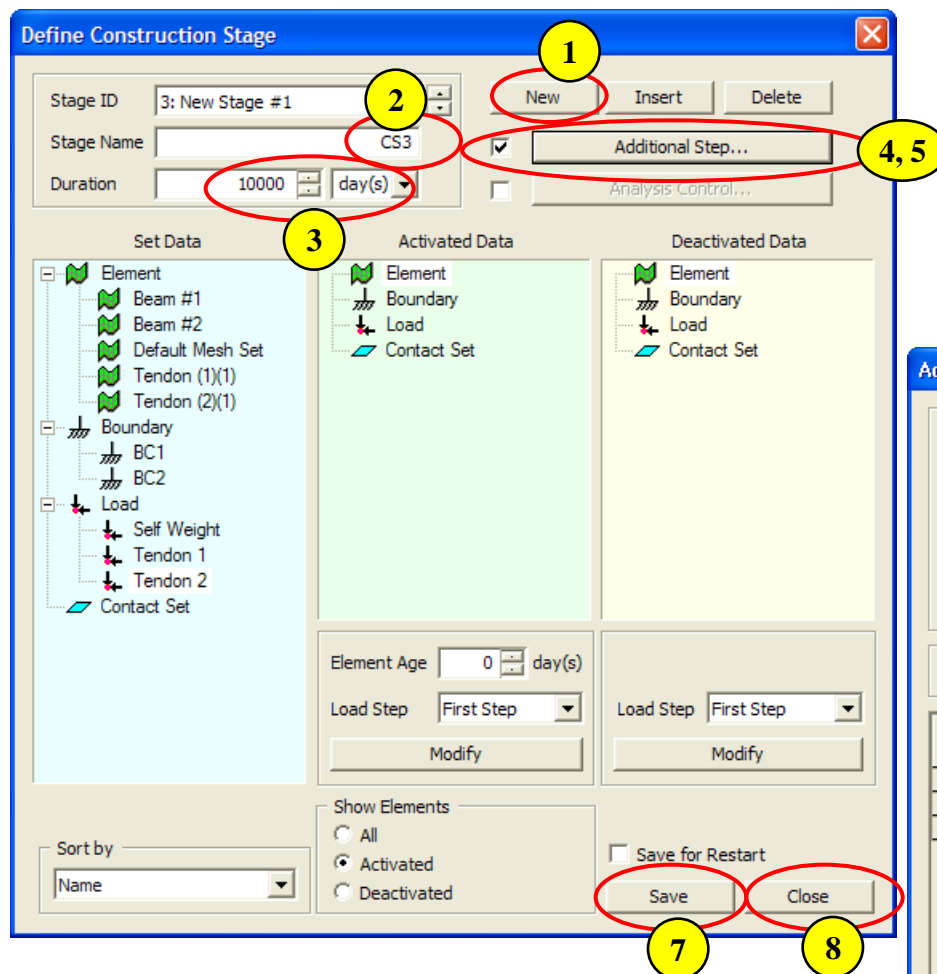 Define Construction Stage
1
Stage ID
3: New Stage #1
2
New
Insert
Delete
Stage Name
CS3
Additional Step...
4, 5
Duration
10000
day(s)
Analysis Control...
3
Set Data
Activated Data
Deactivated Data
Element
Beam #1
Beam #2
Default Mesh Set
Tendon (1)(1)
Tendon (2)(1)
Boundary
BC1
BC2
Load
Self Weight
Tendon 1
Tendon 2
Contact Set
Element
Boundary
Load
Contact Set
Element
Boundary
Load
Contact Set
Element Age
0
day(s)
Load Step
First Step
Modify
Load Step
First Step
Modify
Sort by
Name
Show Elements
All
Activated
Deactivated
Save for Restart
Save
Close
7
8